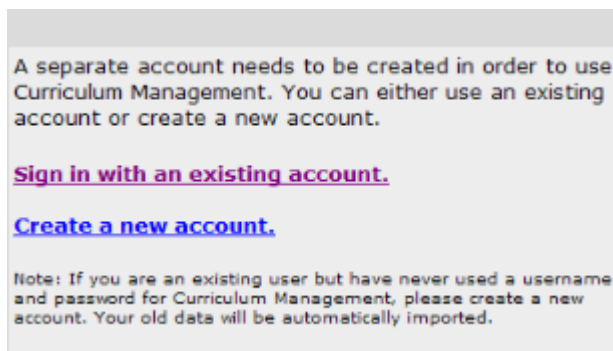 A separate account needs to be created in order to use
Curriculum Management. You can either use an existing
account or create a new account.
Sign in with an existing account.
Create a new account.
Note: If you are an existing user but have never used a username
and password for Curriculum Management, please create a new
account. Your old data will be automatically imported.